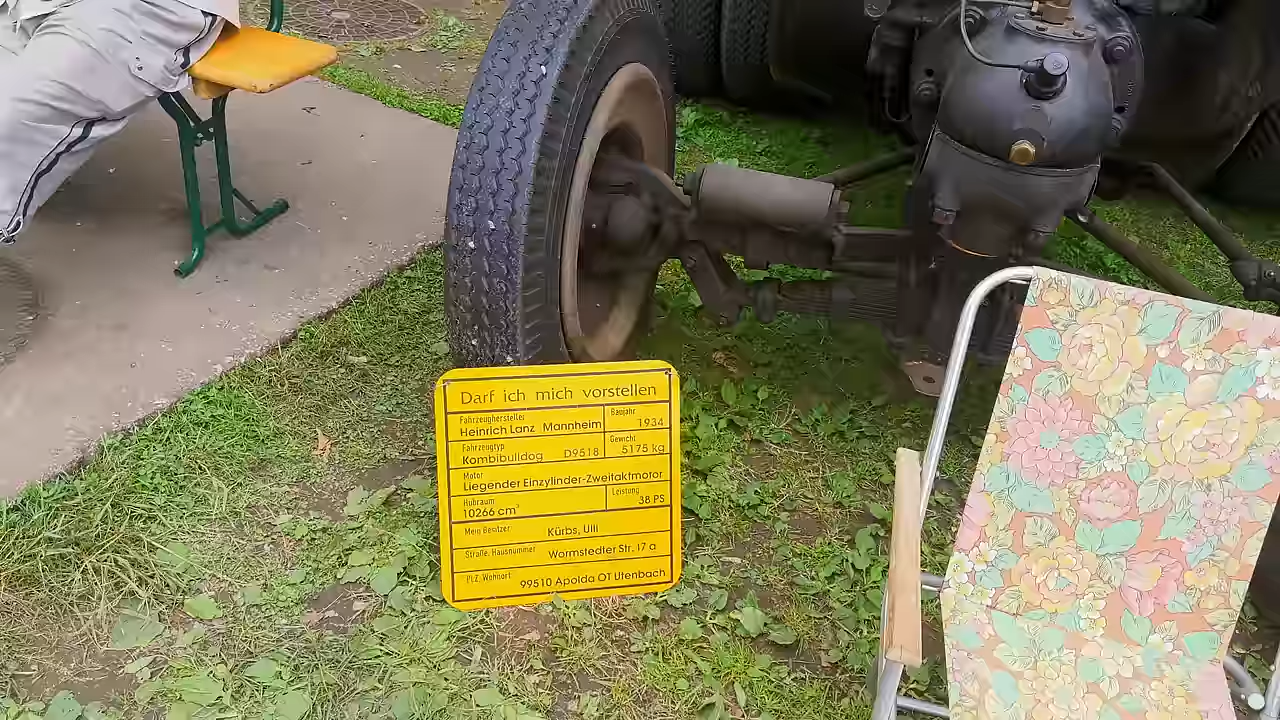 Darf ich mich vorstellen
Fahrzeughersteller Baujahr
Heinrich Lanz Mannheim 1934
Fahrzeugtyp Gewicht
Kombibulldog D9518 5175 kg
Motor
Liegender Einzylinder-Zweitaktmotor
Hubraum Leistung
10266 cm³ 38 PS
Mein Besitzer: Kürbs, Ulli
Straße, Hausnummer Wormstedter Str. 17 a
PLZ, Wohnort 99510 Apolda OT Utenbach